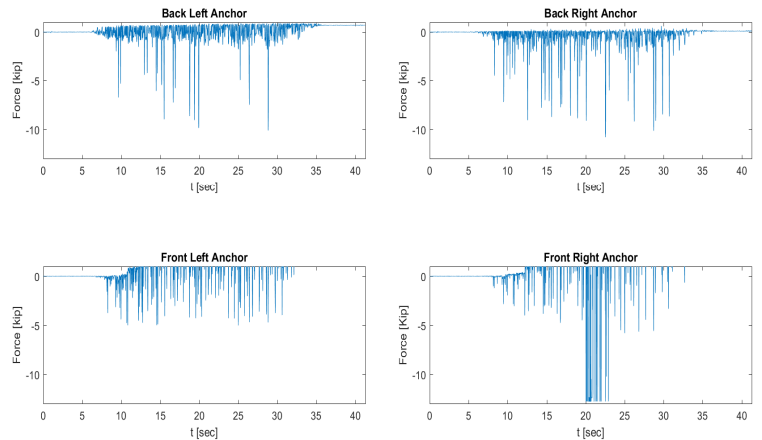 Back Left Anchor
Force [kip]
0
-5
-10
0 5 10 15 20 25 30 35 40
t [sec]
Back Right Anchor
Force [kip]
0
-5
-10
0 5 10 15 20 25 30 35 40
t [sec]
Front Left Anchor
Force [Kip]
0
-5
-10
0 5 10 15 20 25 30 35 40
t [sec]
Front Right Anchor
Force [Kip]
0
-5
-10
0 5 10 15 20 25 30 35 40
t [sec]